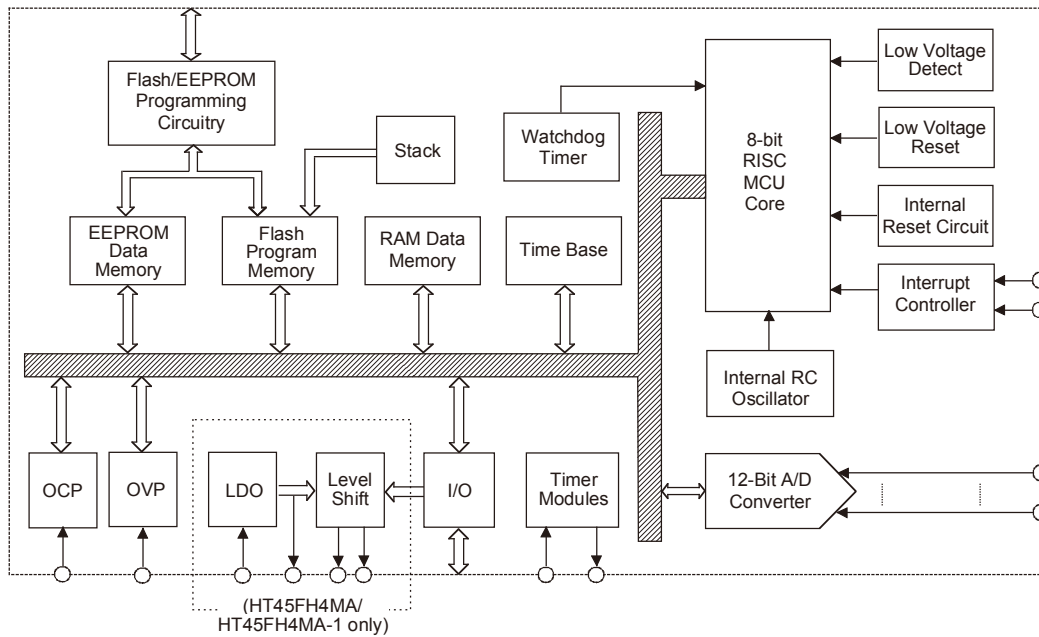 Flash/EEPROM
Programming
Circuitry
Stack
Watchdog
Timer
8-bit
RISC
MCU
Core
Low Voltage
Detect
Low Voltage
Reset
Internal
Reset Circuit
Interrupt
Controller
EEPROM
Data
Memory
Flash
Program
Memory
RAM Data
Memory
Time Base
Internal RC
Oscillator
OCP
OVP
LDO
Level
Shift
I/O
Timer
Modules
12-Bit A/D
Converter
(HT45FH4MA/
HT45FH4MA-1 only)